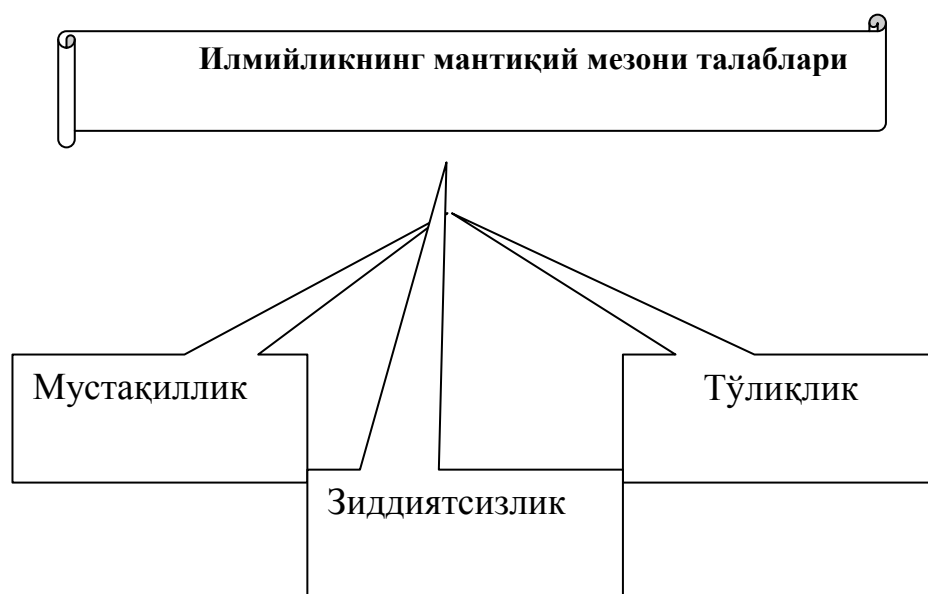 Илмийликнинг мантиқий мезони талаблари
Мустақиллик
Тўлиқлик
Зиддиятсизлик